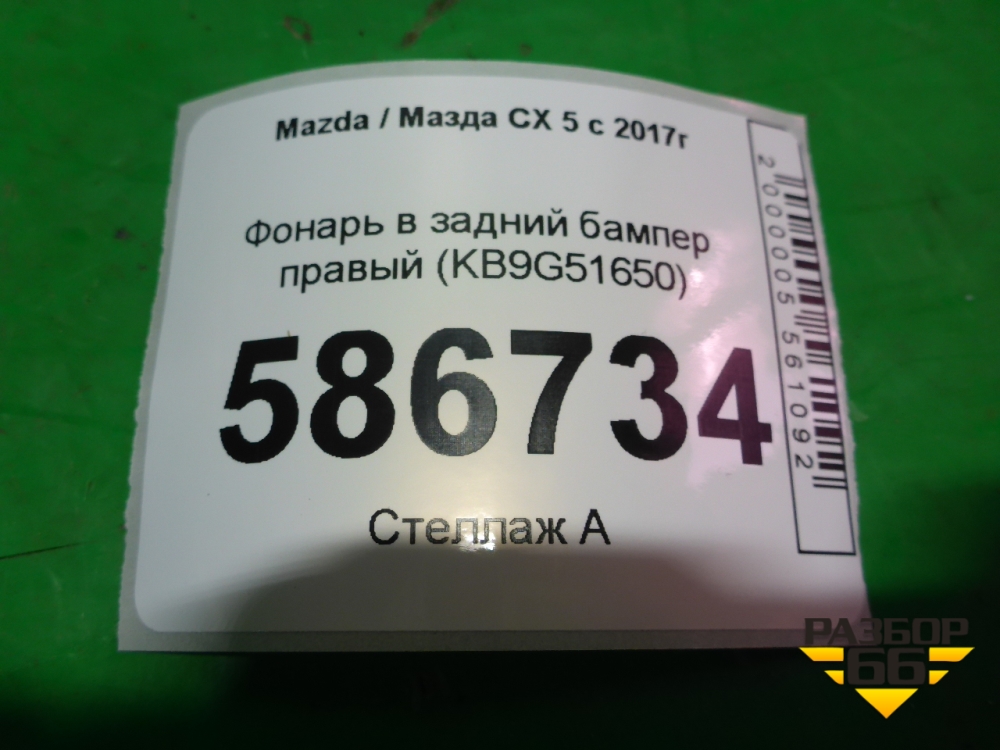 Mazda / Мазда CX 5 с 2017г
Фонарь в задний бампер
правый (KB9G51650)
586734
Стеллаж А
2000005561092
РАЗБОР
66